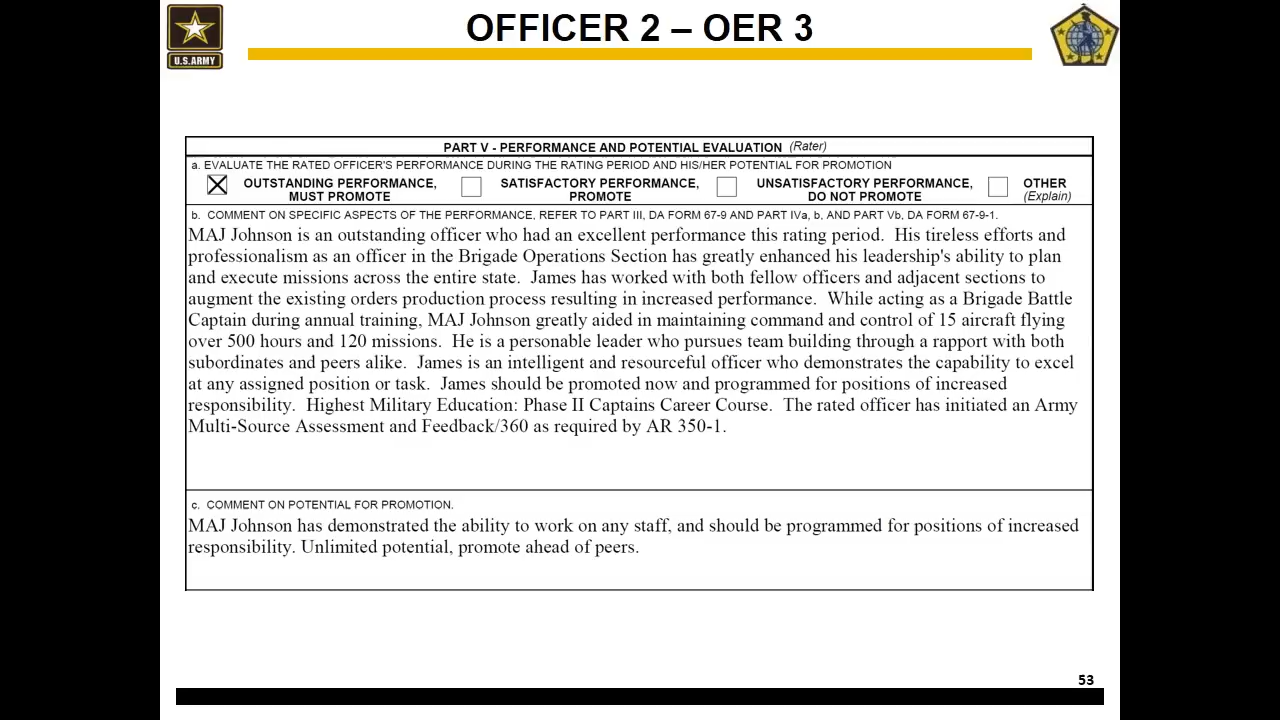 OFFICER 2 – OER 3
U.S.ARMY
PART V - PERFORMANCE AND POTENTIAL EVALUATION (Rater)
a. EVALUATE THE RATED OFFICER'S PERFORMANCE DURING THE RATING PERIOD AND HIS/HER POTENTIAL FOR PROMOTION
OUTSTANDING PERFORMANCE, MUST PROMOTE
SATISFACTORY PERFORMANCE, PROMOTE
UNSATISFACTORY PERFORMANCE, DO NOT PROMOTE
OTHER (Explain)
b. COMMENT ON SPECIFIC ASPECTS OF THE PERFORMANCE, REFER TO PART III, DA FORM 67-9 AND PART IVa, b, AND PART Vb, DA FORM 67-9-1.
MAJ Johnson is an outstanding officer who had an excellent performance this rating period. His tireless efforts and
professionalism as an officer in the Brigade Operations Section has greatly enhanced his leadership's ability to plan
and execute missions across the entire state. James has worked with both fellow officers and adjacent sections to
augment the existing orders production process resulting in increased performance. While acting as a Brigade Battle
Captain during annual training, MAJ Johnson greatly aided in maintaining command and control of 15 aircraft flying
over 500 hours and 120 missions. He is a personable leader who pursues team building through a rapport with both
subordinates and peers alike. James is an intelligent and resourceful officer who demonstrates the capability to excel
at any assigned position or task. James should be promoted now and programmed for positions of increased
responsibility. Highest Military Education: Phase II Captains Career Course. The rated officer has initiated an Army
Multi-Source Assessment and Feedback/360 as required by AR 350-1.
c. COMMENT ON POTENTIAL FOR PROMOTION.
MAJ Johnson has demonstrated the ability to work on any staff, and should be programmed for positions of increased
responsibility. Unlimited potential, promote ahead of peers.
53